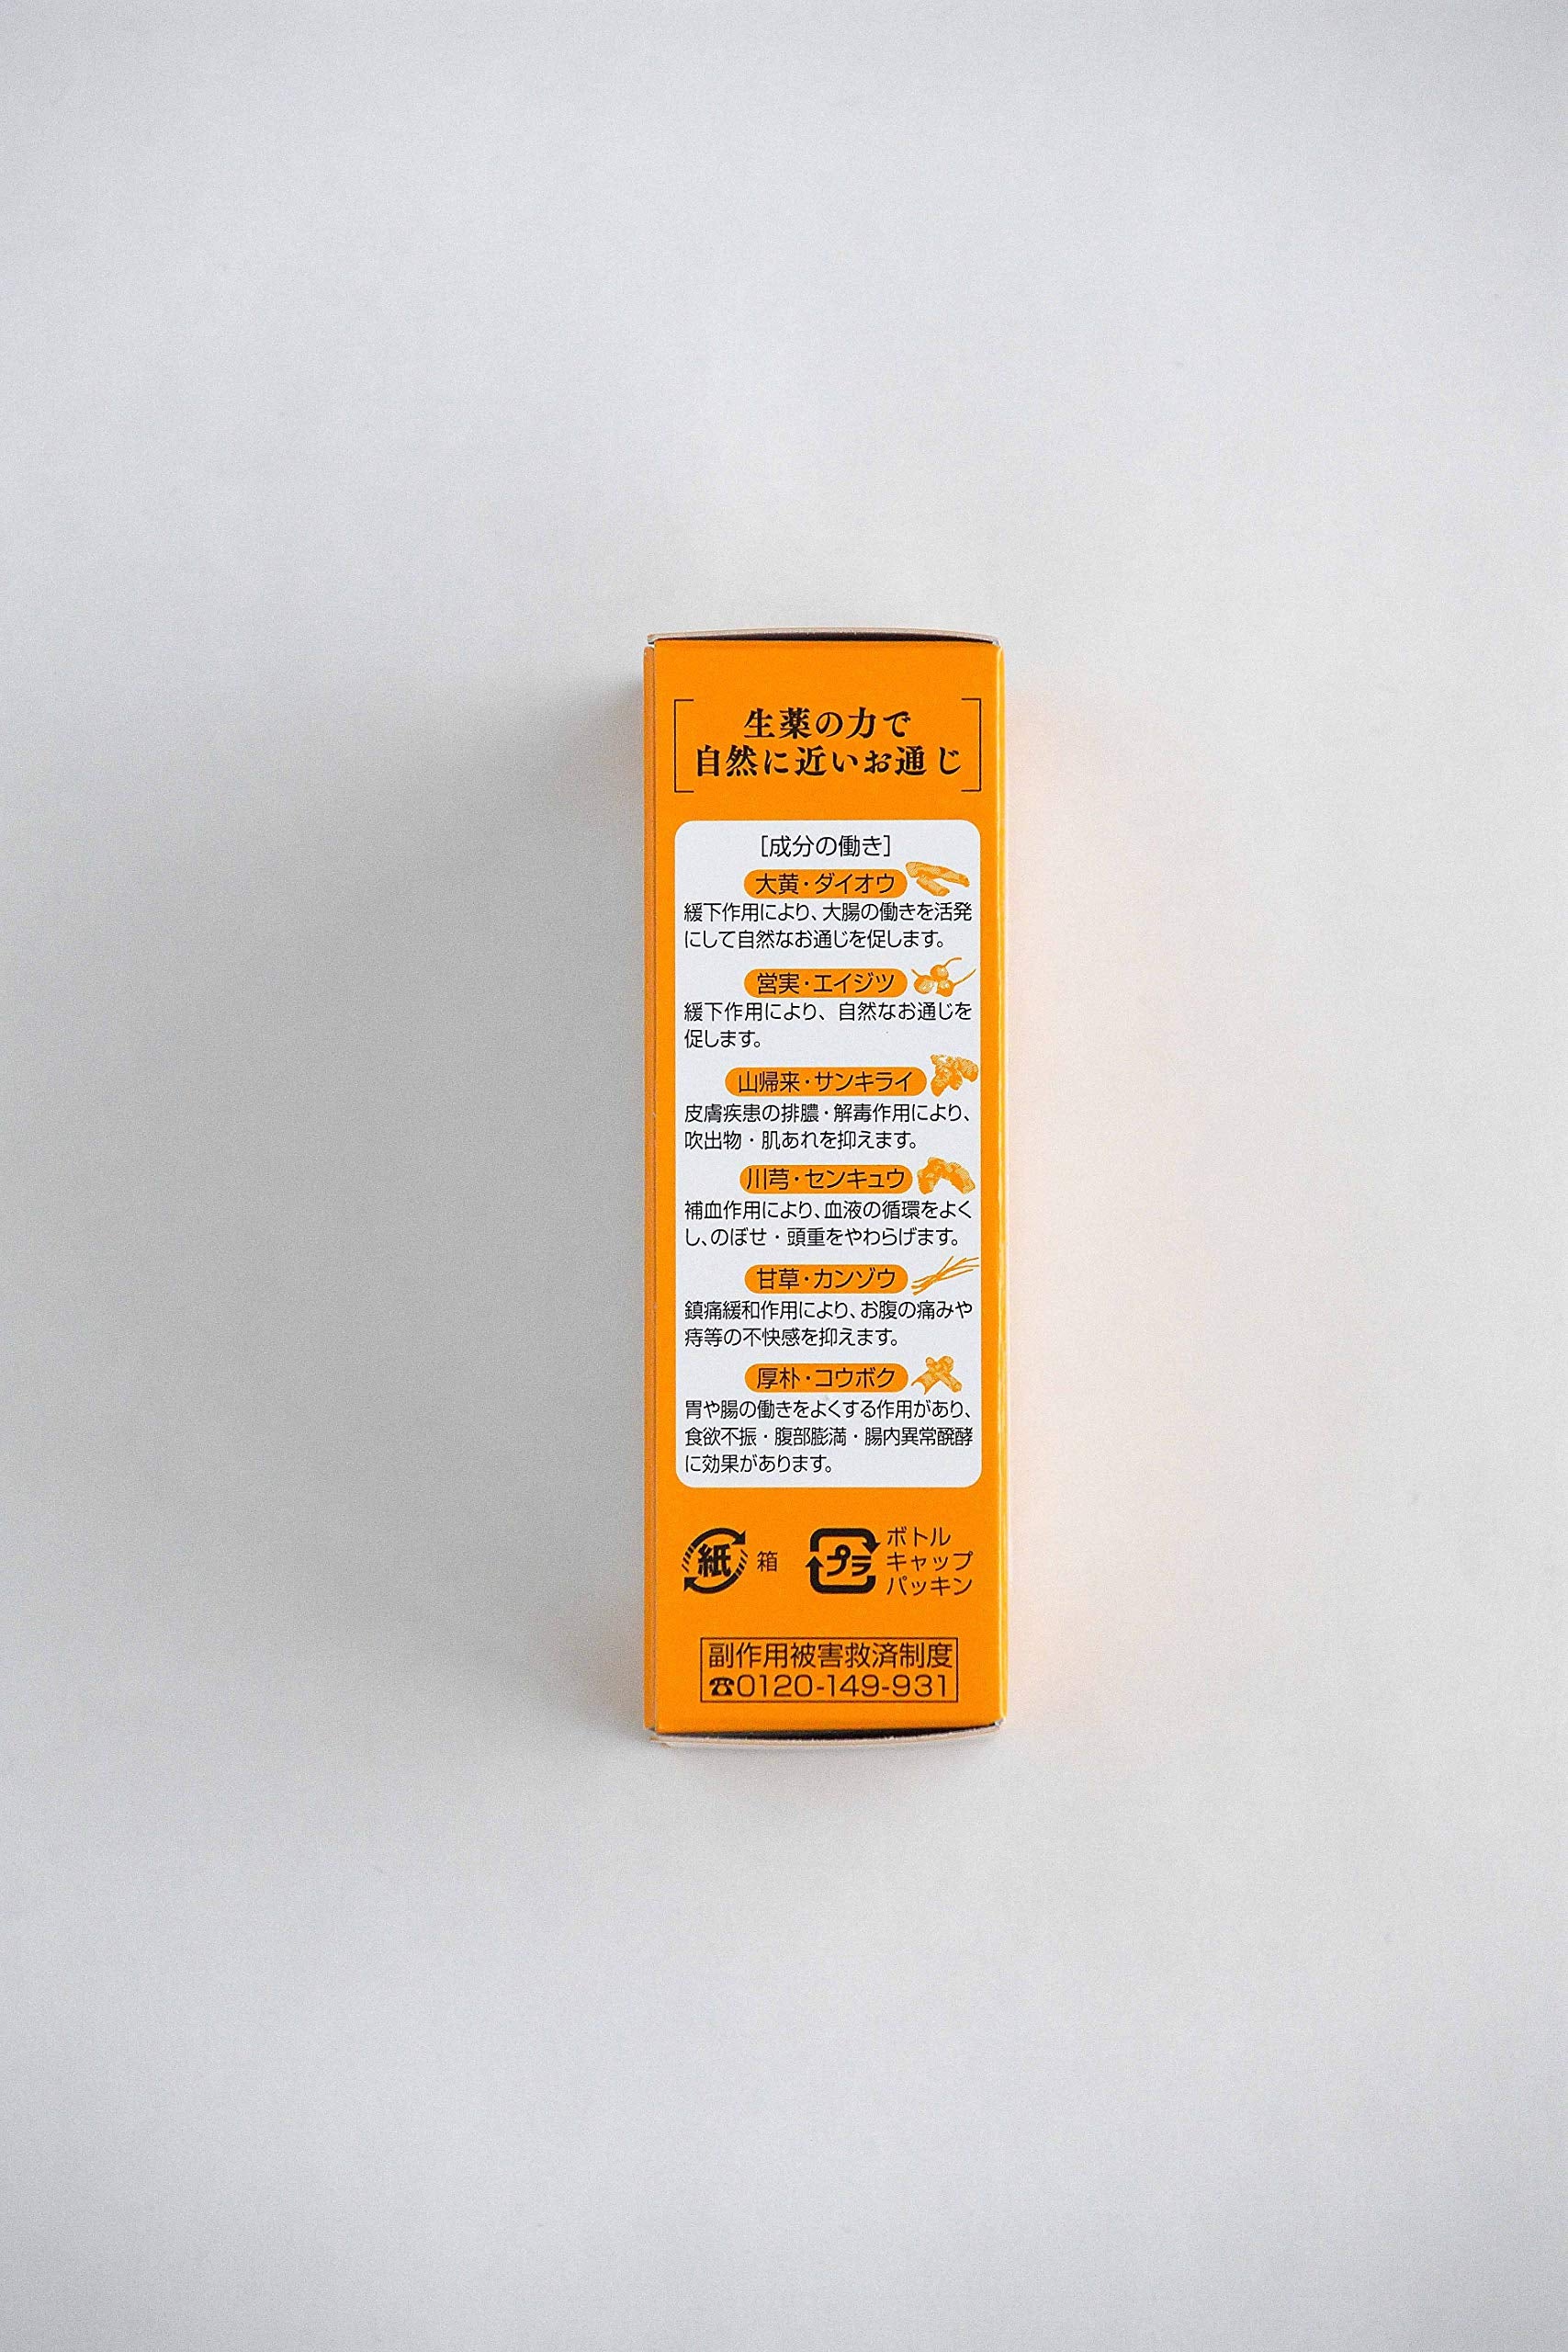 生薬の力で
自然に近いお通じ
[成分の働き]
大黄・ダイオウ
緩下作用により、大腸の働きを活発
にして自然なお通じを促します。
営実・エイジツ
緩下作用により、自然なお通じを
促します。
山帰来・サンキライ
皮膚疾患の排膿・解毒作用により、
吹出物・肌あれを抑えます。
川芎・センキュウ
補血作用により、血液の循環をよく
し、のぼせ・頭重をやわらげます。
甘草・カンゾウ
鎮痛緩和作用により、お腹の痛みや
痔等の不快感を抑えます。
厚朴・コウボク
胃や腸の働きをよくする作用があり、
食欲不振・腹部膨満・腸内異常醗酵
に効果があります。
紙 箱
プラ ボトル
キャップ
パッキン
副作用被害救済制度
☎0120-149-931